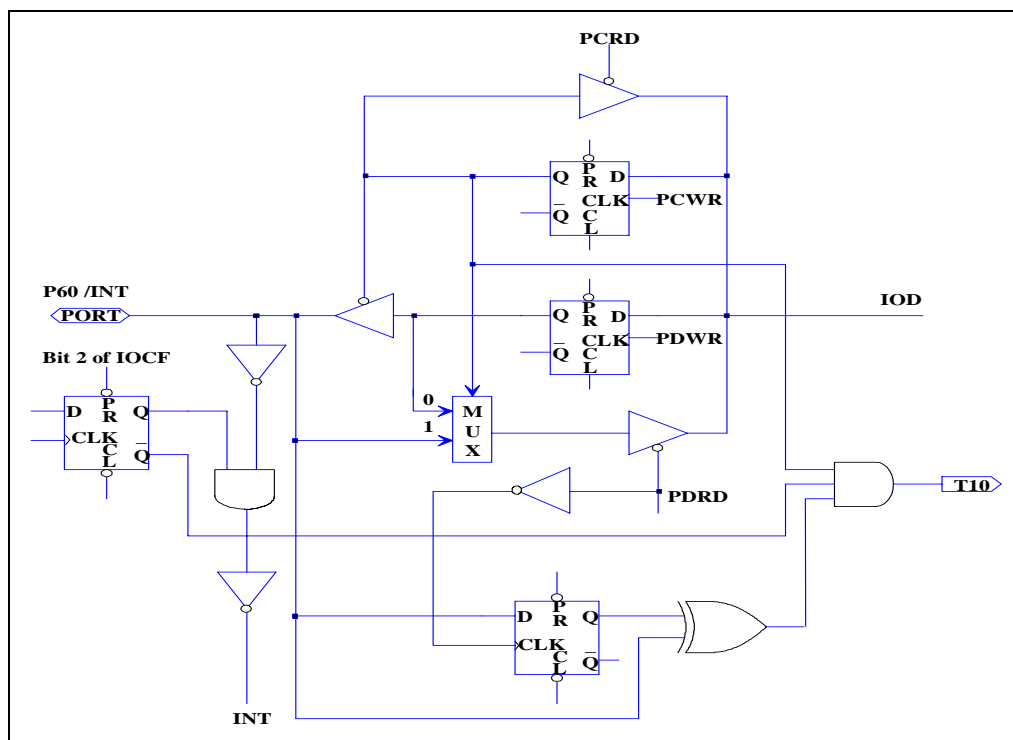 PCRD
Q PR D
CLK PCWR
Q CL
P60 /INT
PORT
IOD
Q PR D
CLK PDWR
Q CL
Bit 2 of IOCF
D PR Q
CLK
CL Q
0
1
MUX
PDRD
T10
D PR Q
CLK
CL Q
INT